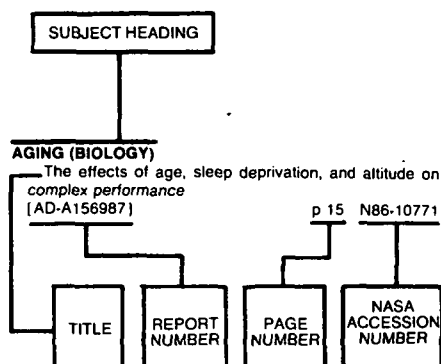 SUBJECT HEADING
AGING (BIOLOGY)
The effects of age, sleep deprivation, and altitude on
complex performance
[AD-A156987] p 15 N86-10771
TITLE
REPORT
NUMBER
PAGE
NUMBER
NASA
ACCESSION
NUMBER